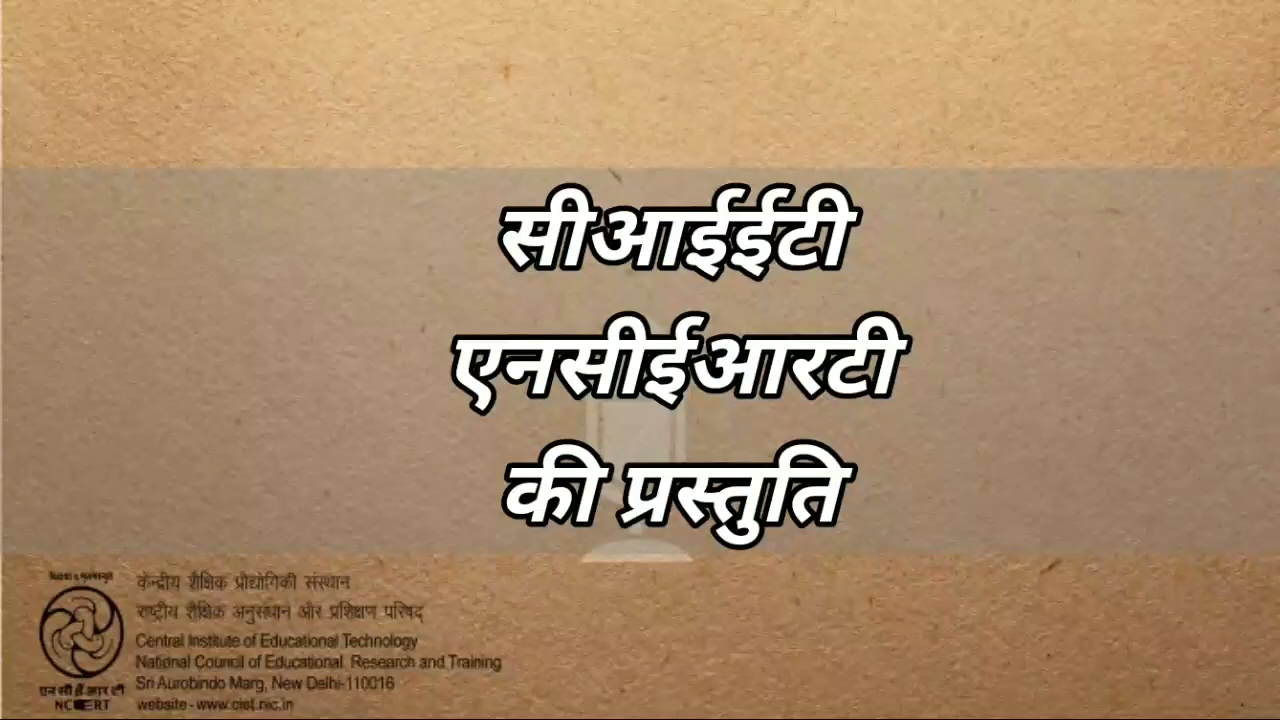 सीआईईटी
एनसीईआरटी
की प्रस्तुति
केन्द्रीय शैक्षिक प्रौद्योगिकी संस्थान
राष्ट्रीय शैक्षिक अनुसंधान और प्रशिक्षण परिषद्
Central Institute of Educational Technology
National Council of Educational Research and Training
Sri Aurobindo Marg, New Delhi-110016
एन सी ई आर टी
NCERT
website - www.ciet.nic.in